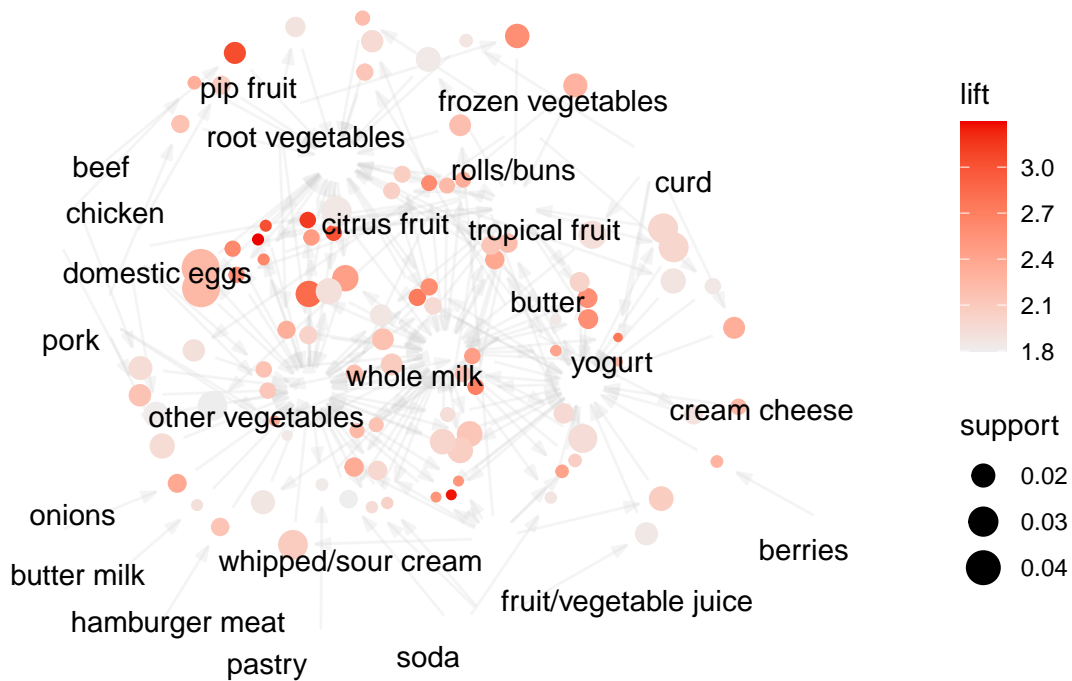 pip fruit
frozen vegetables
root vegetables
beef
rolls/buns
curd
chicken
citrus fruit
tropical fruit
domestic eggs
butter
pork
yogurt
whole milk
cream cheese
other vegetables
onions
berries
whipped/sour cream
butter milk
fruit/vegetable juice
hamburger meat
soda
pastry
lift
3.0
2.7
2.4
2.1
1.8
support
0.02
0.03
0.04